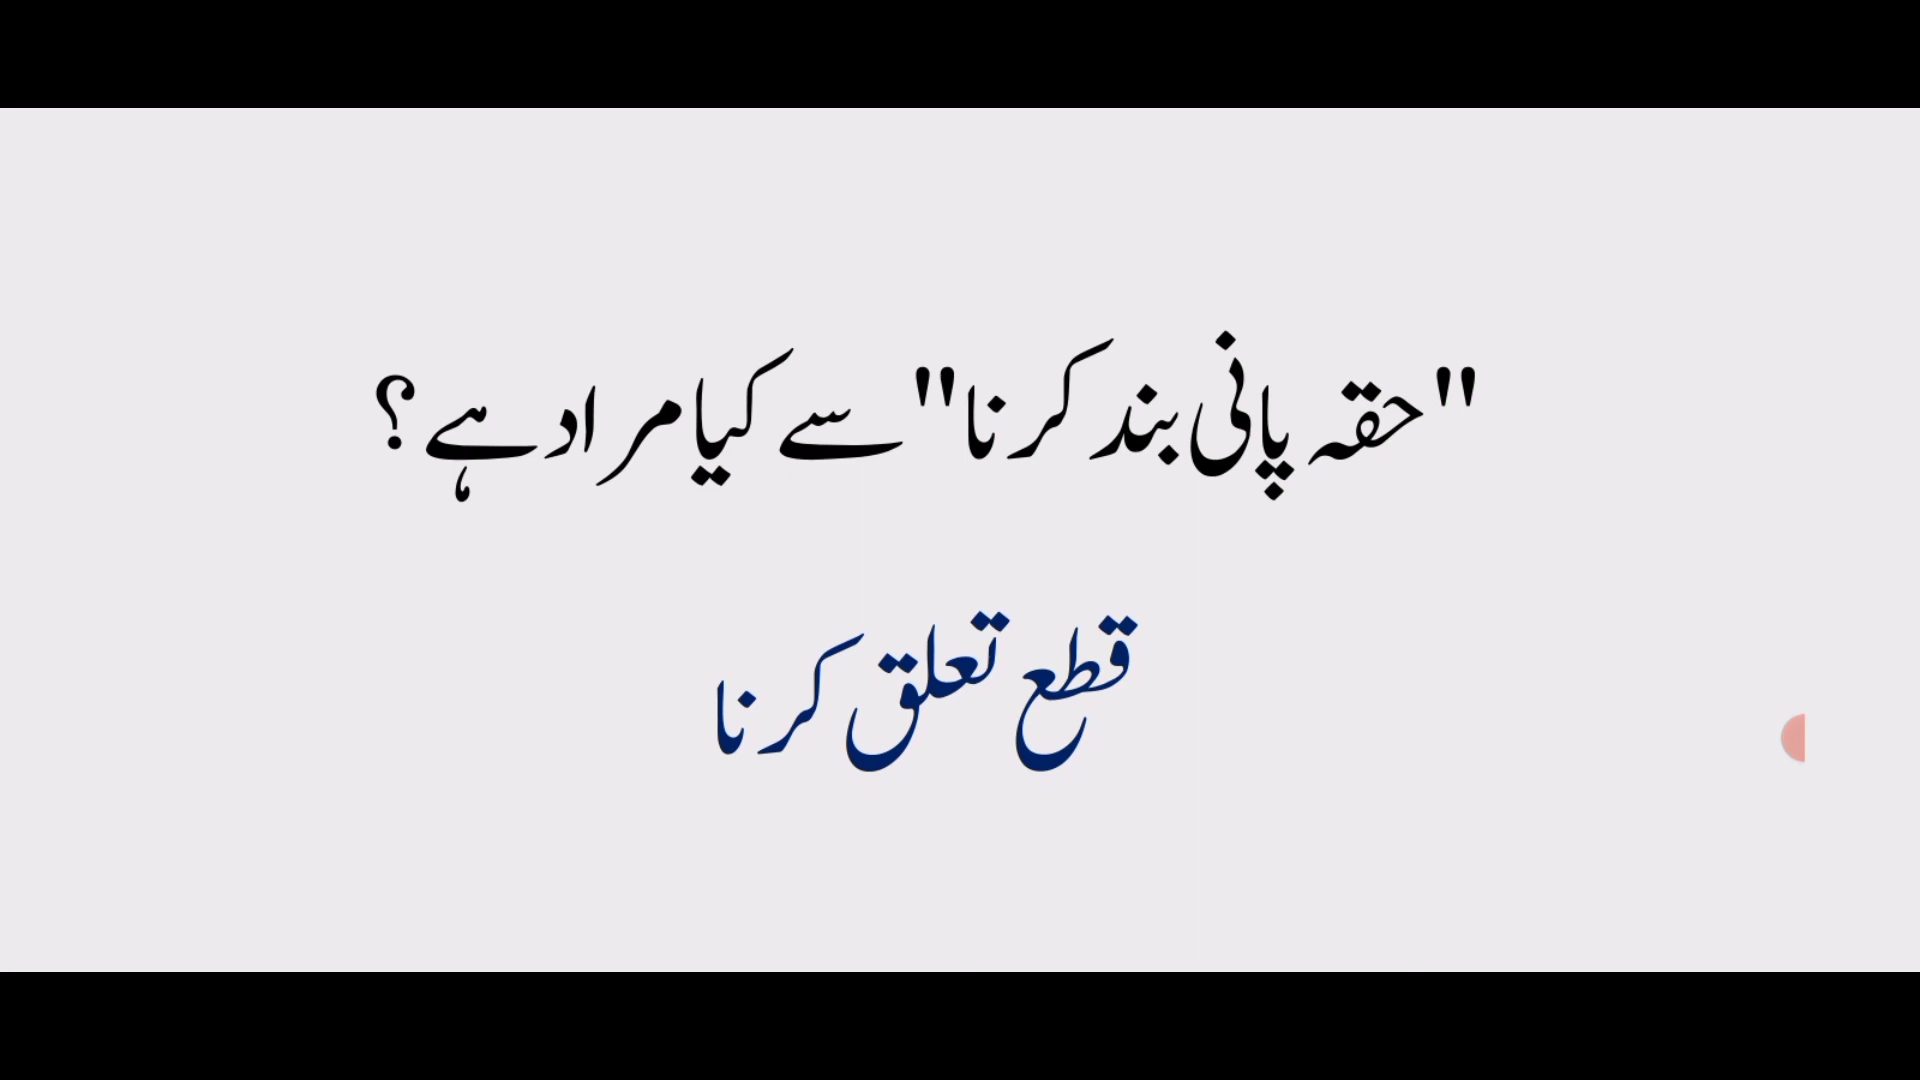 "حقہ پانی بند کرنا" سے کیا مراد ہے؟
قطع تعلق کرنا